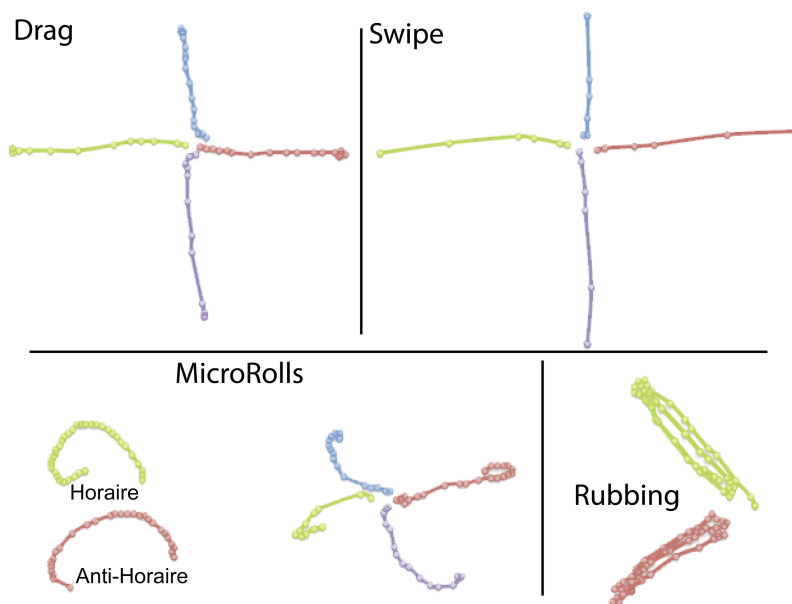 Drag
Swipe
MicroRolls
Horaire
Anti-Horaire
Rubbing